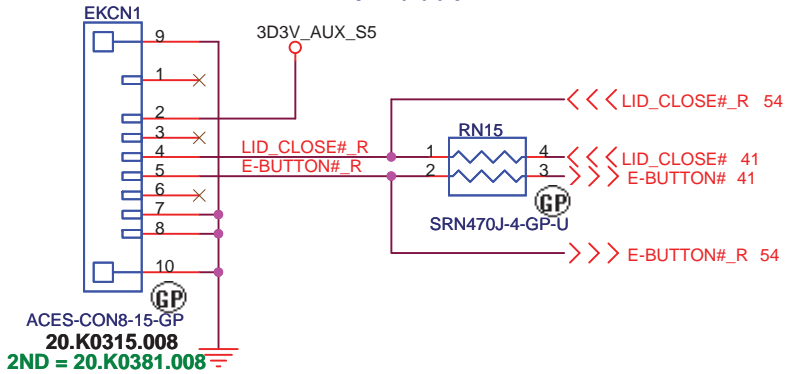 EKCN1
9
3D3V_AUX_S5
1
2
3
4
LID_CLOSE#_R
5
E-BUTTON#_R
6
7
8
10
RN15
1
2
4
3
SRN470J-4-GP-U
GP
LID_CLOSE#_R 54
LID_CLOSE# 41
E-BUTTON# 41
E-BUTTON#_R 54
GP
ACES-CON8-15-GP
20.K0315.008
2ND = 20.K0381.008